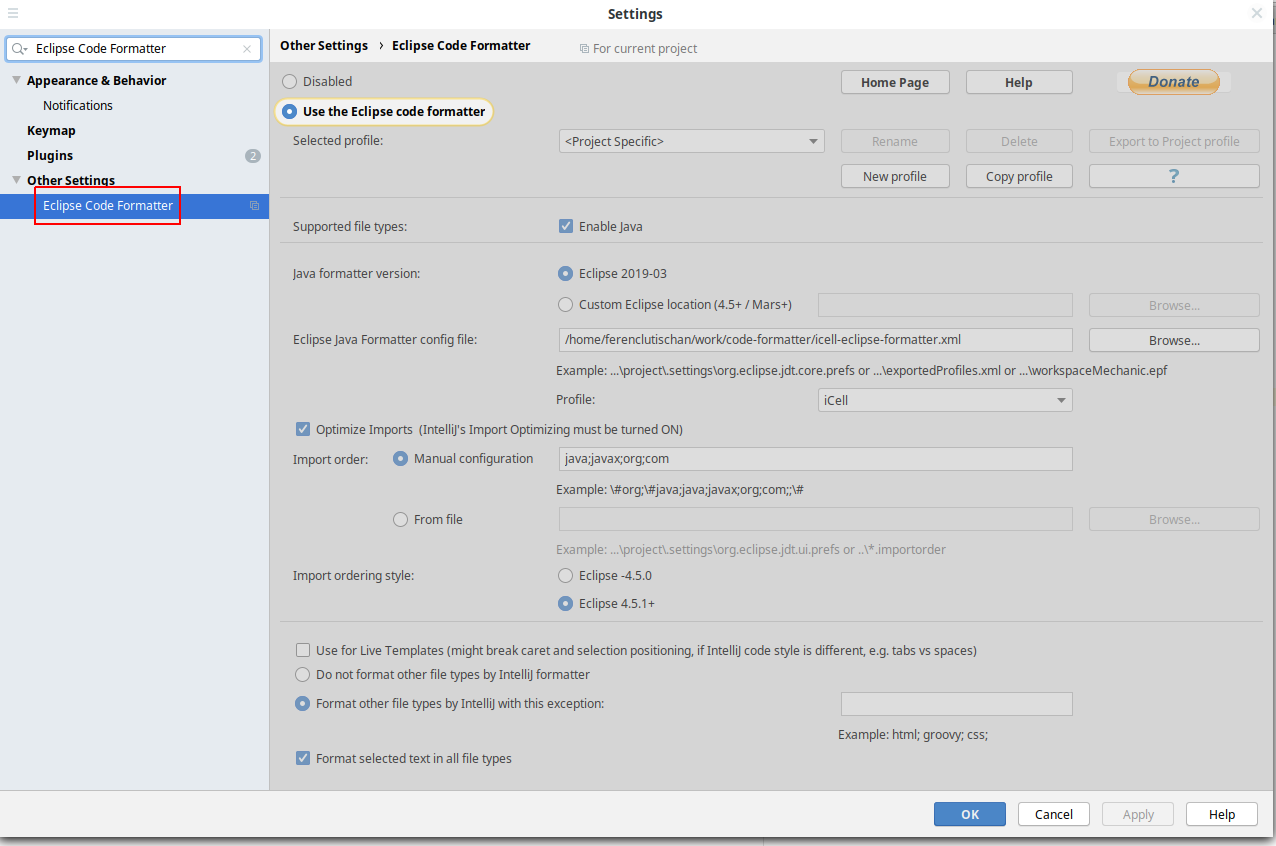 Settings
Eclipse Code Formatter
Other Settings › Eclipse Code Formatter
For current project
Appearance & Behavior
Notifications
Keymap
Plugins 2
Other Settings
Eclipse Code Formatter
Disabled
Home Page Help Donate
Use the Eclipse code formatter
Selected profile: <Project Specific> Rename Delete Export to Project profile
New profile Copy profile ?
Supported file types: Enable Java
Java formatter version: Eclipse 2019-03
Custom Eclipse location (4.5+ / Mars+) Browse...
Eclipse Java Formatter config file: /home/ferenclutischan/work/code-formatter/icell-eclipse-formatter.xml Browse...
Example: ...\project\.settings\org.eclipse.jdt.core.prefs or ...\exportedProfiles.xml or ...\workspaceMechanic.epf
Profile: iCell
Optimize Imports (IntelliJ's Import Optimizing must be turned ON)
Import order: Manual configuration java;javax;org;com
Example: \#org;\#java;java;javax;org;com;;\#
From file Browse...
Example: ...\project\.settings\org.eclipse.jdt.ui.prefs or ..\*.importorder
Import ordering style: Eclipse -4.5.0
Eclipse 4.5.1+
Use for Live Templates (might break caret and selection positioning, if IntelliJ code style is different, e.g. tabs vs spaces)
Do not format other file types by IntelliJ formatter
Format other file types by IntelliJ with this exception:
Example: html; groovy; css;
Format selected text in all file types
OK Cancel Apply Help